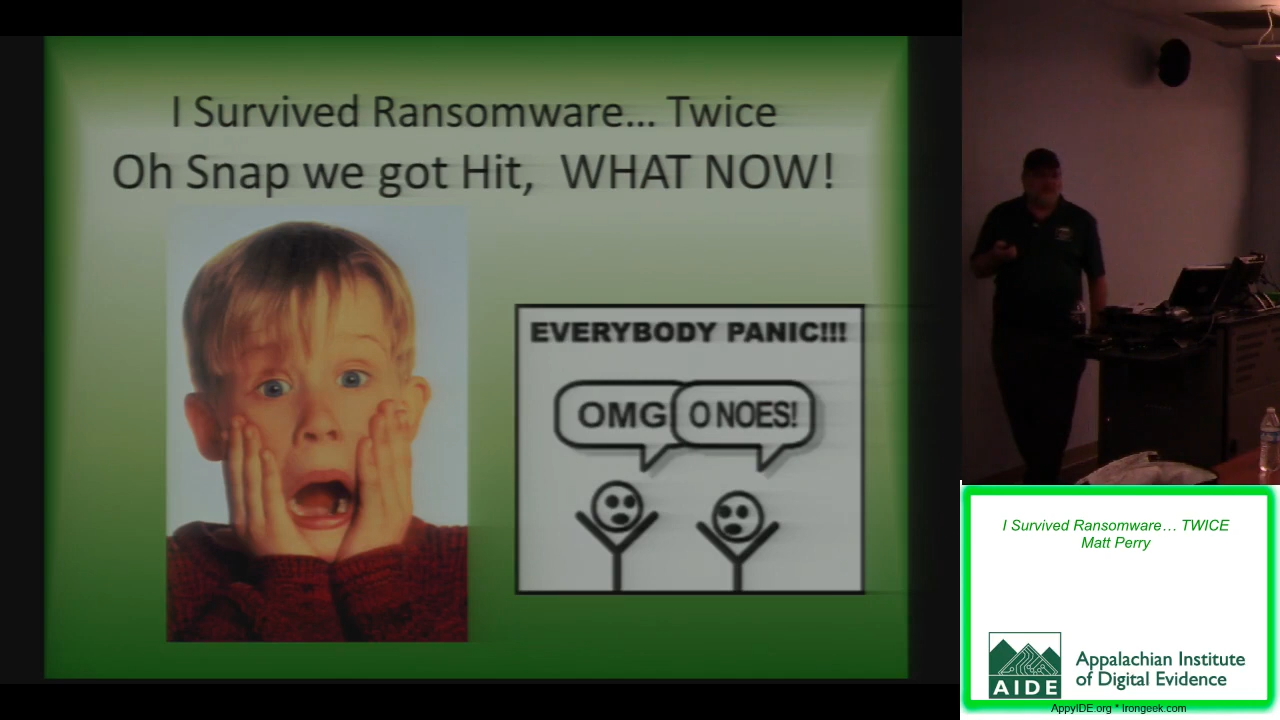 I Survived Ransomware... Twice
Oh Snap we got Hit, WHAT NOW!
EVERYBODY PANIC!!!
OMG
O NOES!
I Survived Ransomware... TWICE
Matt Perry
AIDE
Appalachian Institute
of Digital Evidence
AppyIDE.org * Irongeek.com